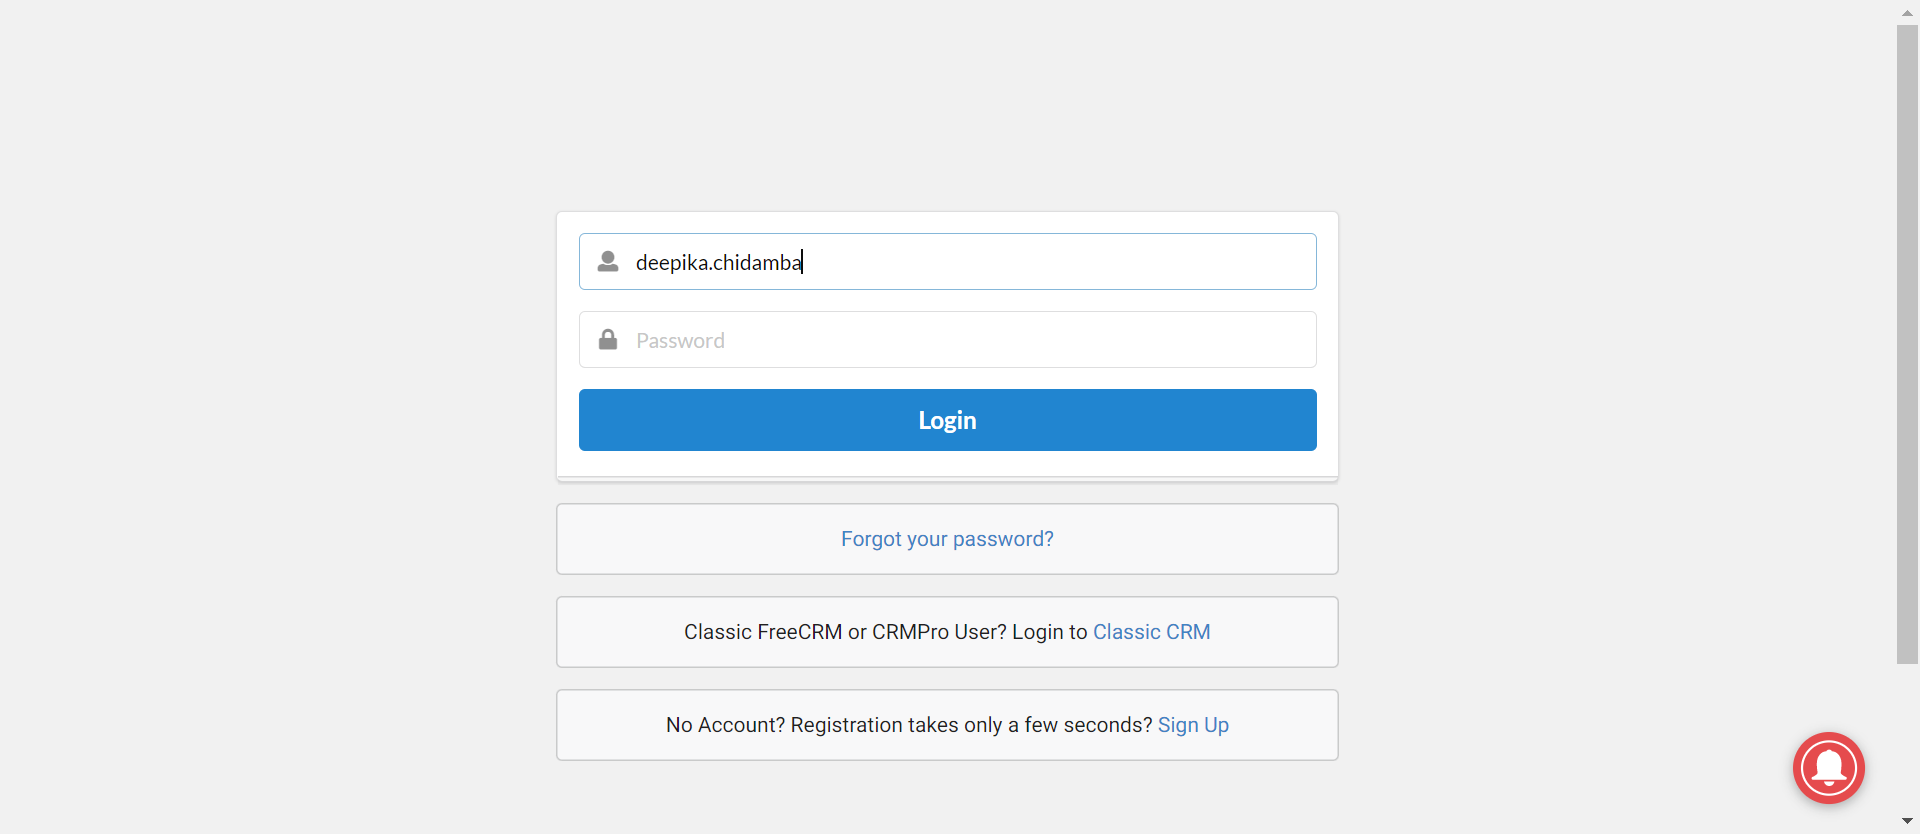 deepika.chidamba
Password
Login
Forgot your password?
Classic FreeCRM or CRMPro User? Login to Classic CRM
No Account? Registration takes only a few seconds? Sign Up